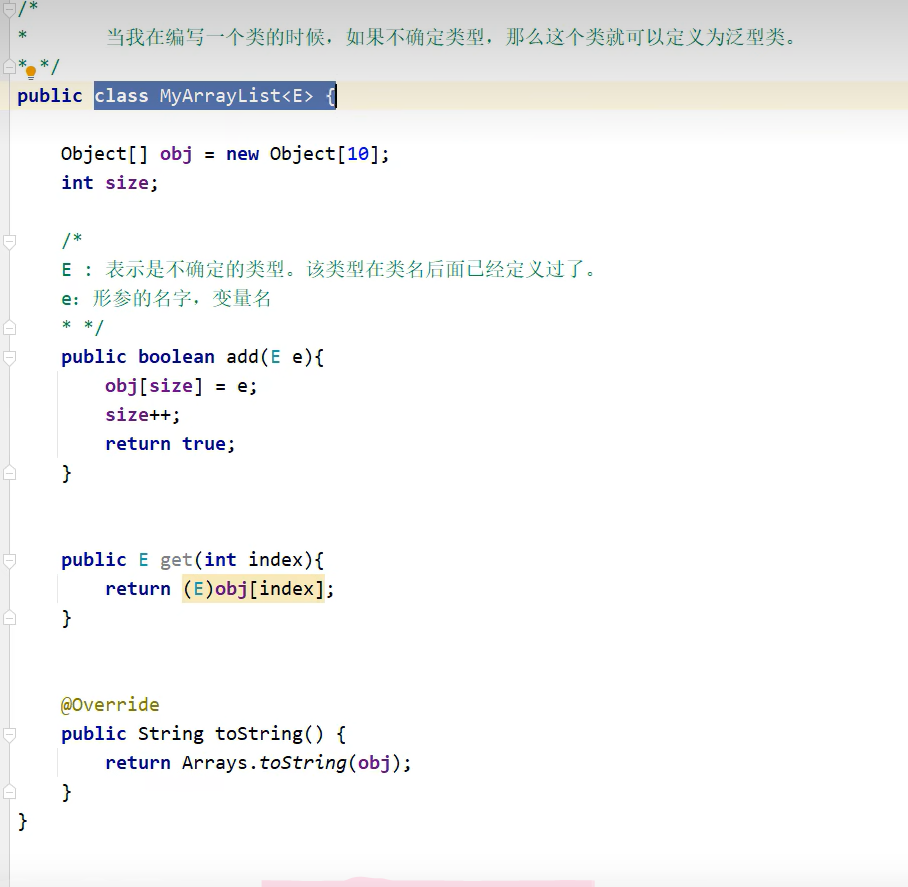 /*
*        当我在编写一个类的时候，如果不确定类型，那么这个类就可以定义为泛型类。
* */
public class MyArrayList<E> {
    Object[] obj = new Object[10];
    int size;
    /*
    E : 表示是不确定的类型。该类型在类名后面已经定义过了。
    e：形参的名字，变量名
    * */
    public boolean add(E e){
        obj[size] = e;
        size++;
        return true;
    }
    public E get(int index){
        return (E)obj[index];
    }
    @Override
    public String toString() {
        return Arrays.toString(obj);
    }
}